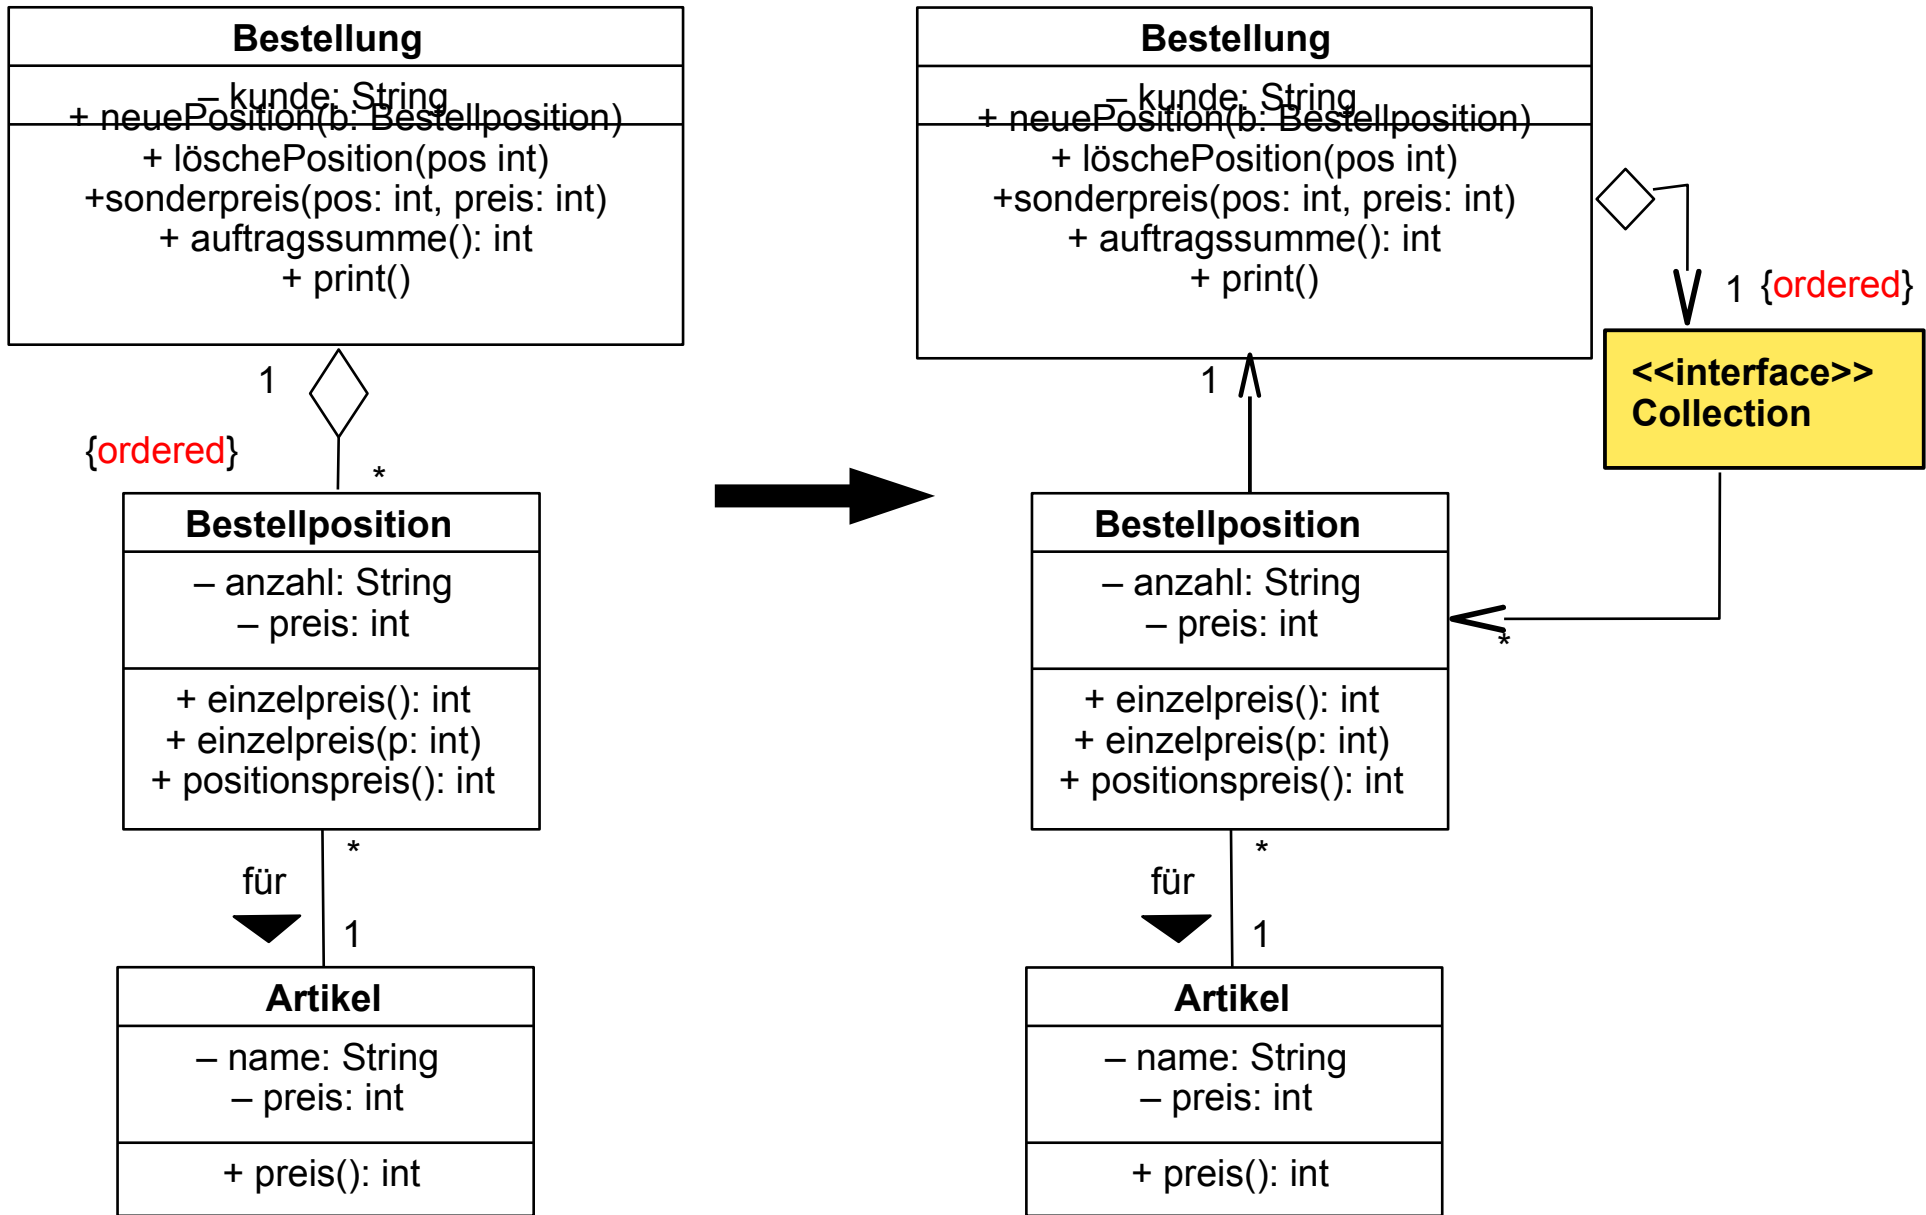 Bestellung
– kunde: String
+ neuePosition(b: Bestellposition)
+ löschePosition(pos int)
+sonderpreis(pos: int, preis: int)
+ auftragssumme(): int
+ print()
1
{ordered}
*
Bestellposition
– anzahl: String
– preis: int
+ einzelpreis(): int
+ einzelpreis(p: int)
+ positionspreis(): int
*
für
1
Artikel
– name: String
– preis: int
+ preis(): int
Bestellung
– kunde: String
+ neuePosition(b: Bestellposition)
+ löschePosition(pos int)
+sonderpreis(pos: int, preis: int)
+ auftragssumme(): int
+ print()
1 {ordered}
<<interface>>
Collection
1
Bestellposition
– anzahl: String
– preis: int
*
+ einzelpreis(): int
+ einzelpreis(p: int)
+ positionspreis(): int
*
für
1
Artikel
– name: String
– preis: int
+ preis(): int